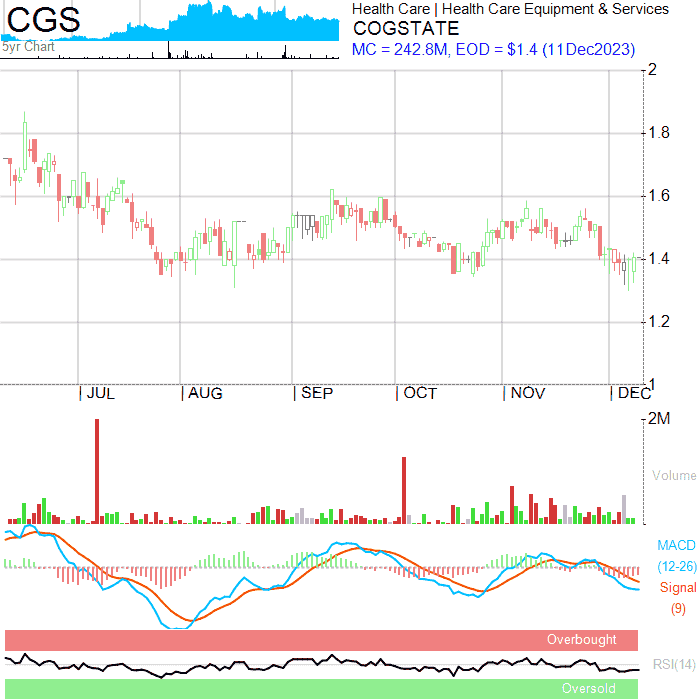 CGS
5yr Chart
Health Care | Health Care Equipment & Services
COGSTATE
MC = 242.8M, EOD = $1.4 (11Dec2023)
2
1.8
1.6
1.4
1.2
1
JUL AUG SEP OCT NOV DEC
2M
Volume
MACD
(12-26)
Signal
(9)
Overbought
RSI(14)
Oversold